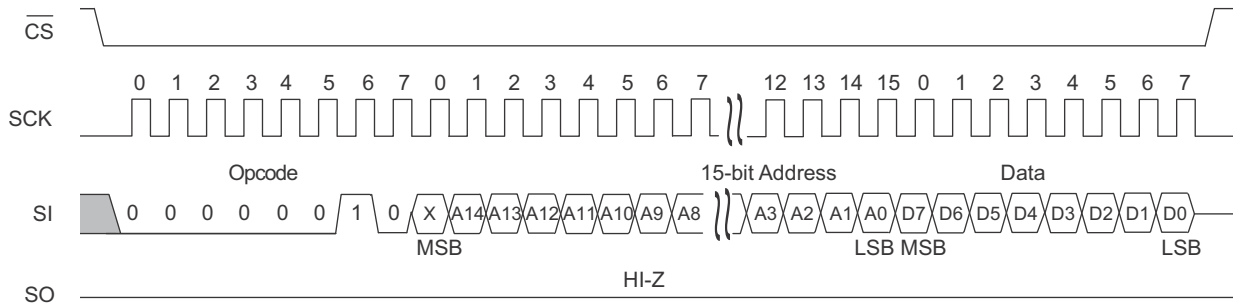 CS
0 1 2 3 4 5 6 7 0 1 2 3 4 5 6 7 12 13 14 15 0 1 2 3 4 5 6 7
SCK
Opcode 15-bit Address Data
SI 0 0 0 0 0 0 1 0 X A14 A13 A12 A11 A10 A9 A8 A3 A2 A1 A0 D7 D6 D5 D4 D3 D2 D1 D0
MSB LSB MSB LSB
HI-Z
SO